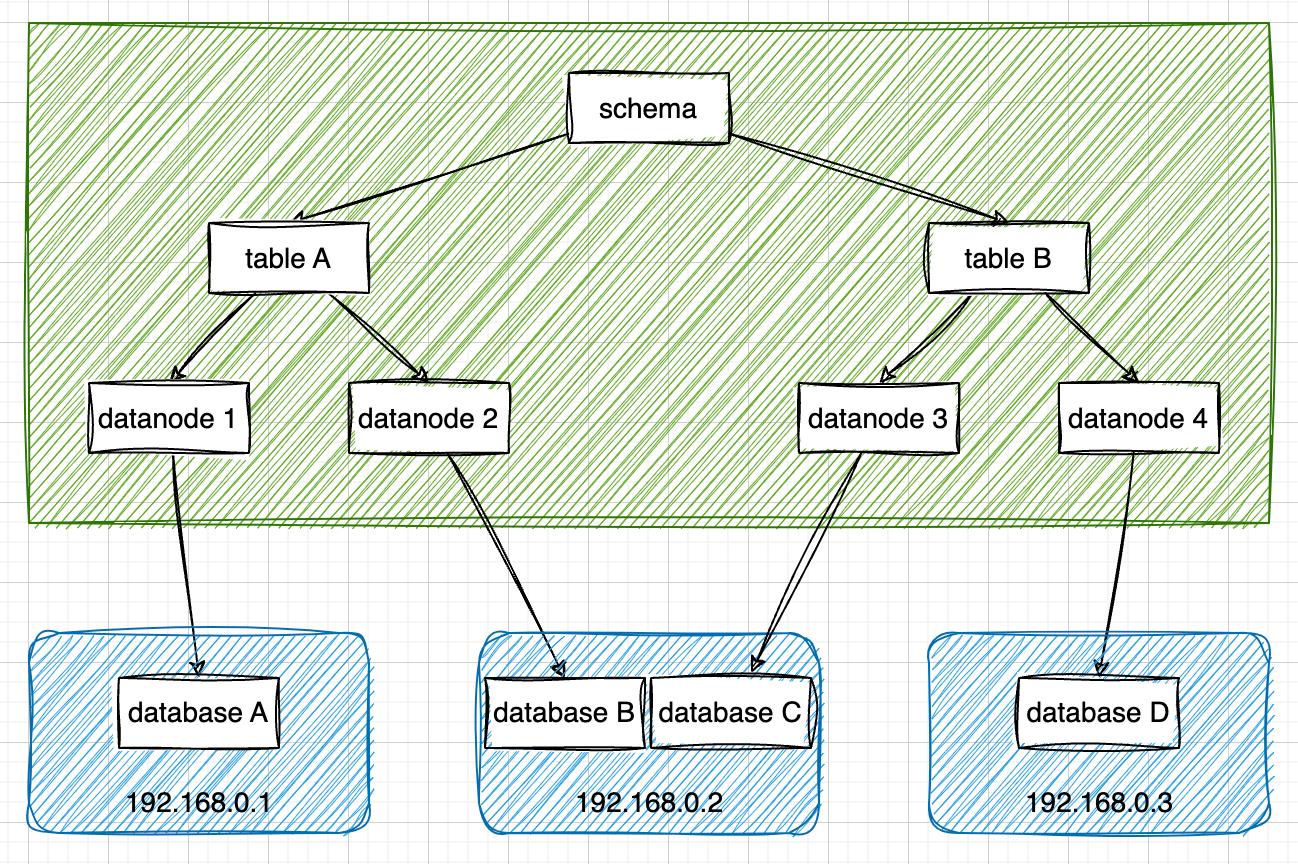 schema
table A
table B
datanode 1
datanode 2
datanode 3
datanode 4
database A
database B
database C
database D
192.168.0.1
192.168.0.2
192.168.0.3